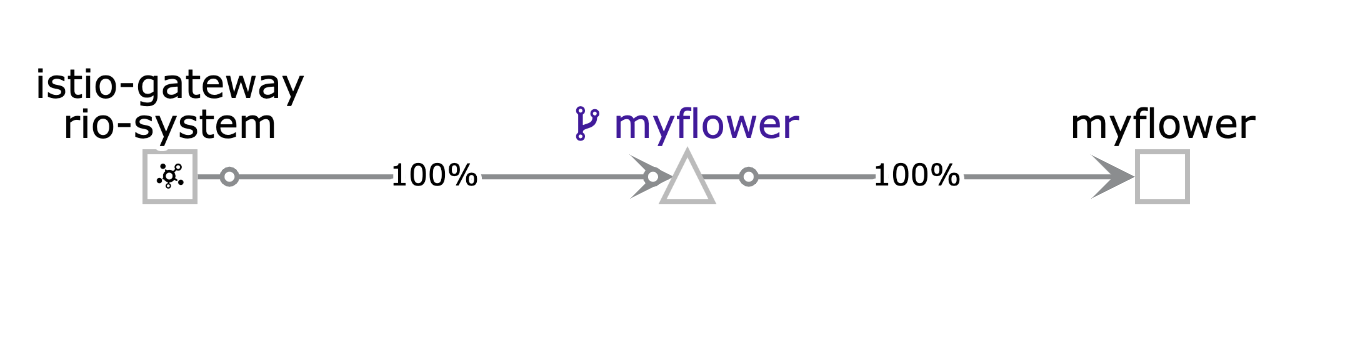 istio-gateway
rio-system
myflower
myflower
100%
100%